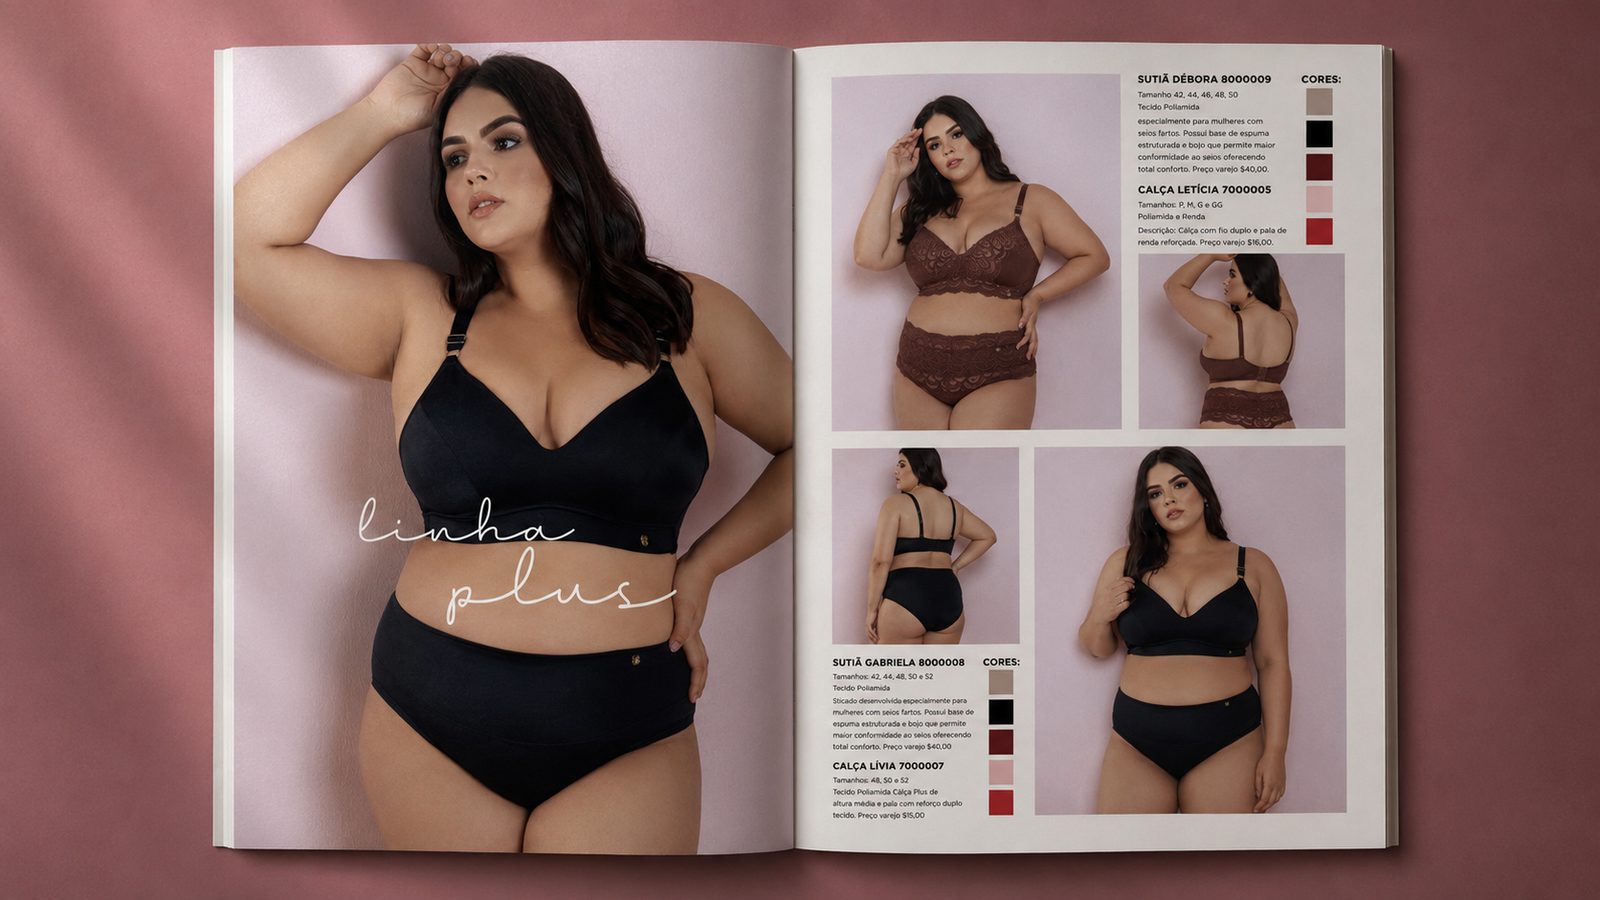 linha
plus
SUTIÃ DÉBORA 8000009
Tamanho 42, 44, 46, 48, 50
Tecido Poliamida
especialmente para mulheres com
seios fartos. Possui base de espuma
estruturada e bojo que permite maior
conformidade ao seios oferecendo
total conforto. Preço varejo $40,00.
CALÇA LETÍCIA 7000005
Tamanhos: P, M, G e GG
Poliamida e Renda
Descrição: Cálça com fio duplo e pala de
renda reforçada. Preço varejo $16,00.
CORES:
SUTIÃ GABRIELA 8000008
Tamanhos: 42, 44, 48, 50 e 52
Tecido Poliamida
Sticado desenvolvido especialmente para
mulheres com seios fartos. Possui base de
espuma estruturada e bojo que permite
maior conformidade ao seios oferecendo
total conforto. Preço varejo $40,00
CALÇA LÍVIA 7000007
Tamanhos: 48, 50 e 52
Tecido Poliamida Cálça Plus de
altura média e pala com reforço duplo
tecido. Preço varejo $15,00
CORES: